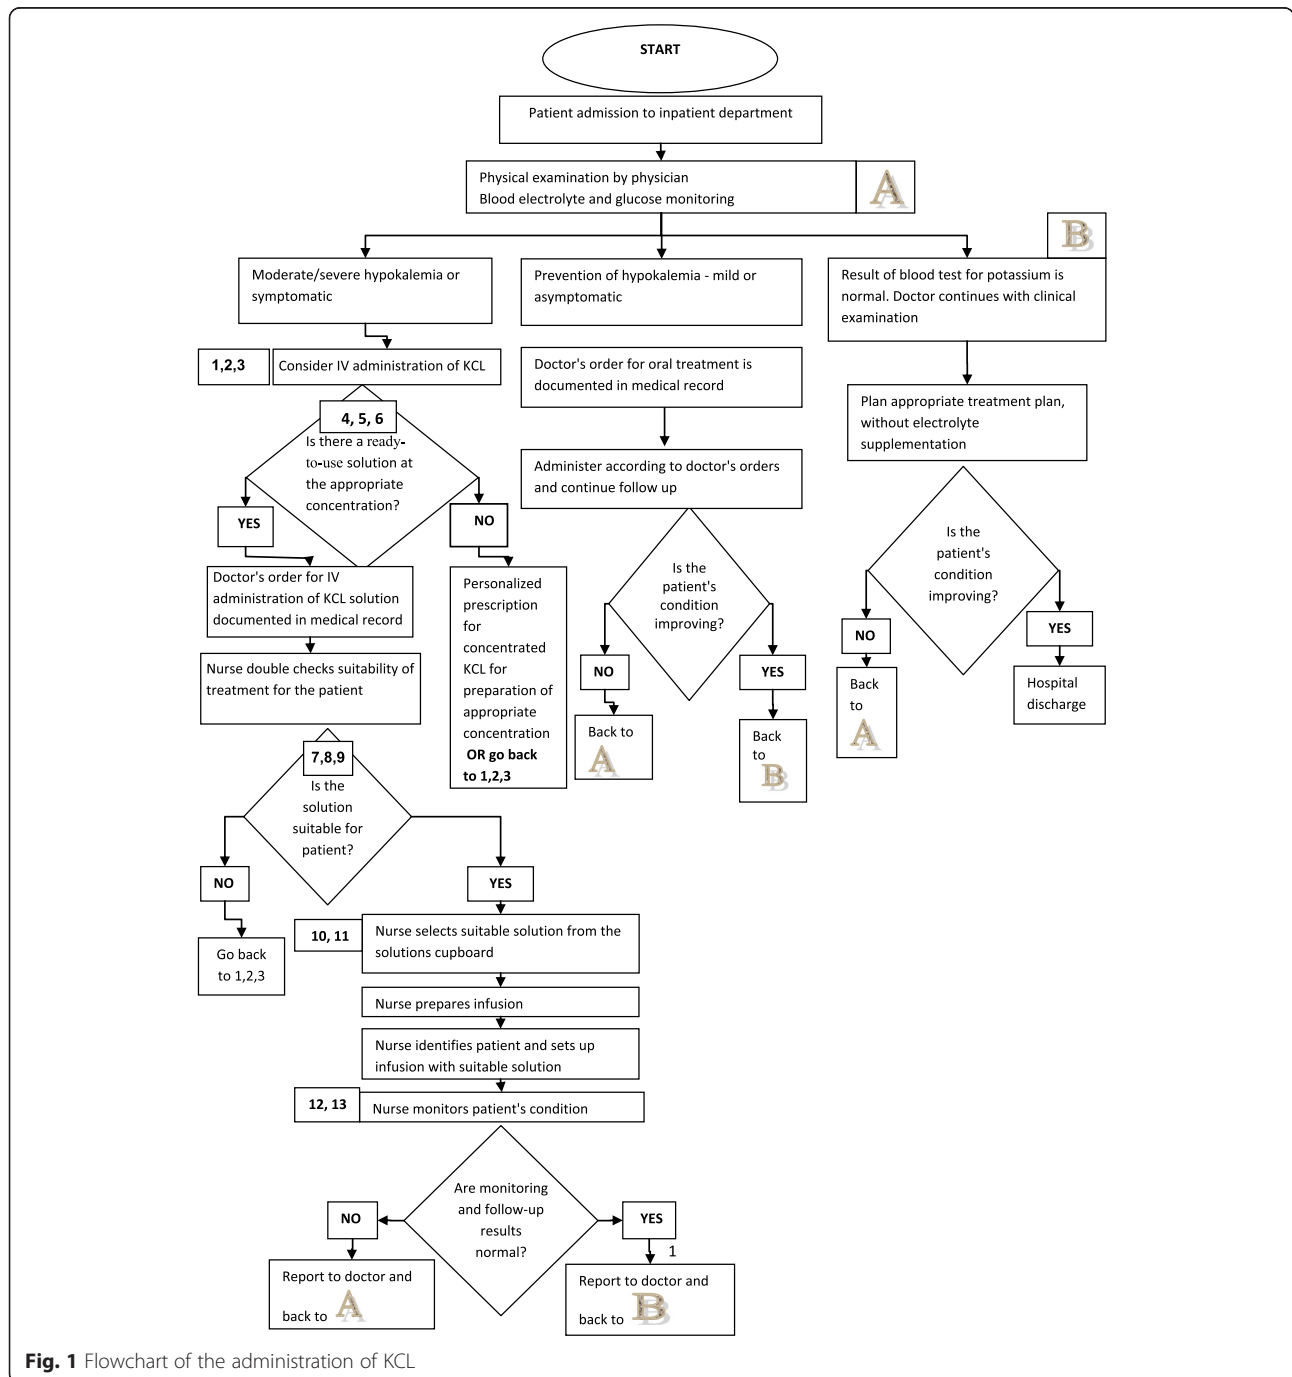 START
Patient admission to inpatient department
Physical examination by physician
Blood electrolyte and glucose monitoring
A
B
Moderate/severe hypokalemia or
symptomatic
Prevention of hypokalemia - mild or
asymptomatic
Result of blood test for potassium is
normal. Doctor continues with clinical
examination
1,2,3
Consider IV administration of KCL
Doctor's order for oral treatment is
documented in medical record
Plan appropriate treatment plan,
without electrolyte
supplementation
4, 5, 6
Is there a ready-
to-use solution at
the appropriate
concentration?
YES
NO
Administer according to doctor's orders
and continue follow up
Is the
patient's
condition
improving?
NO
YES
Back
to
A
Hospital
discharge
Doctor's order for IV
administration of KCL solution
documented in medical record
Personalized
prescription
for
concentrated
KCL for
preparation of
appropriate
concentration
OR go back
to 1,2,3
Is the
patient's
condition
improving?
NO
YES
Back to
A
Back
to
B
Nurse double checks suitability of
treatment for the patient
7,8,9
Is the
solution
suitable for
patient?
NO
YES
Go back
to 1,2,3
10, 11
Nurse selects suitable solution from the
solutions cupboard
Nurse prepares infusion
Nurse identifies patient and sets up
infusion with suitable solution
12, 13
Nurse monitors patient's condition
Are monitoring
and follow-up
results
normal?
NO
YES
1
Report to doctor and
back to A
Report to doctor and
back to B
Fig. 1 Flowchart of the administration of KCL